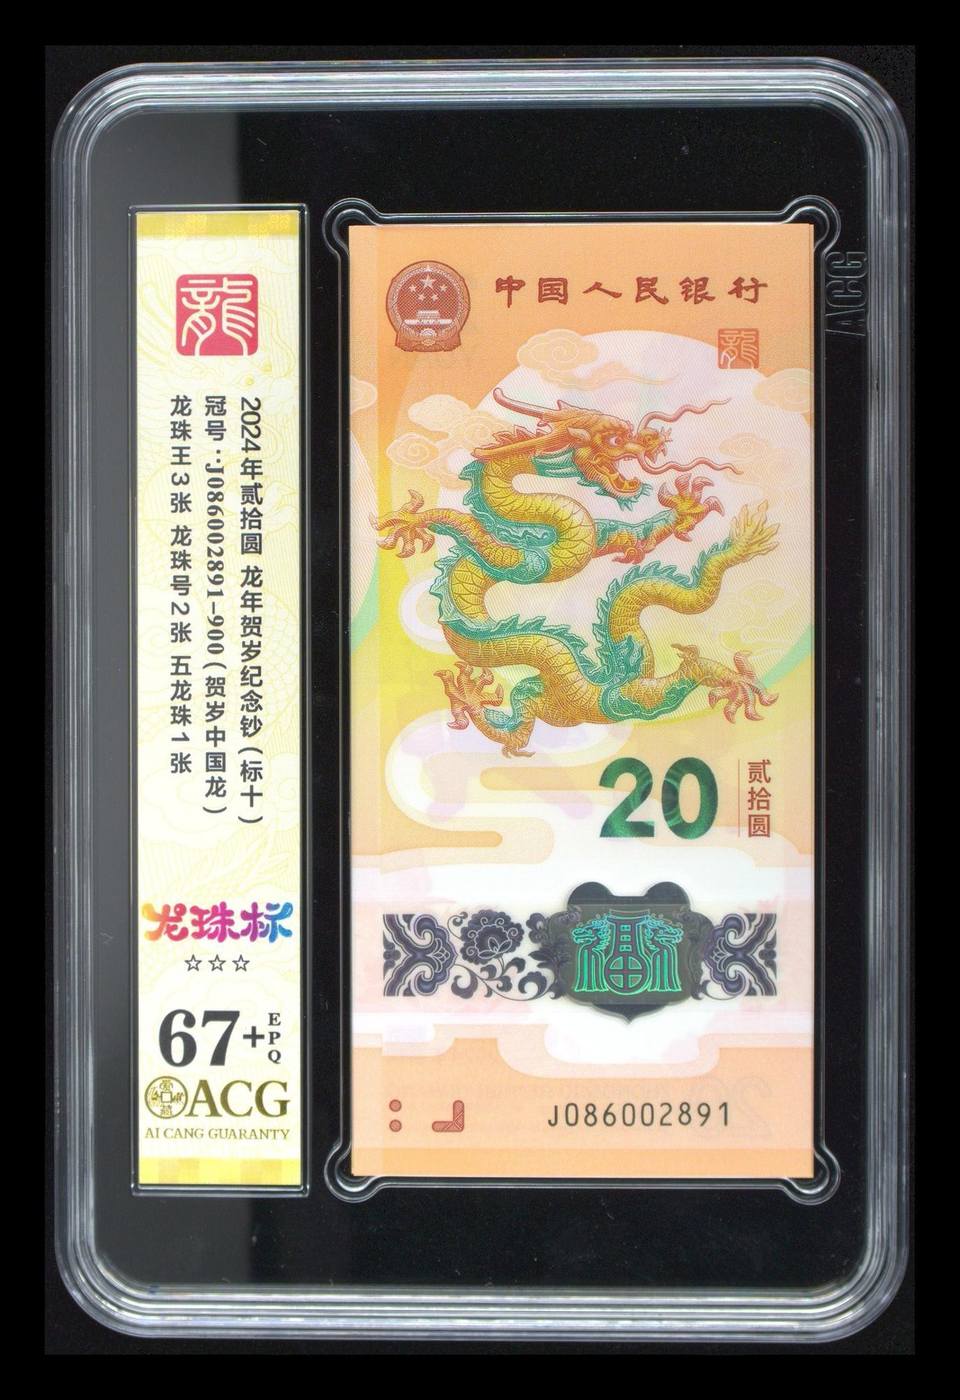 龍
2024年贰拾圆 龙年贺岁纪念钞(标十)
冠号:J086002891-900(贺岁中国龙)
龙珠王3张 龙珠号2张 五龙珠1张
龙珠标
67+EPQ
ACG
AI CANG GUARANTY
中国人民银行
龍
20
贰拾圆
J086002891
ACG